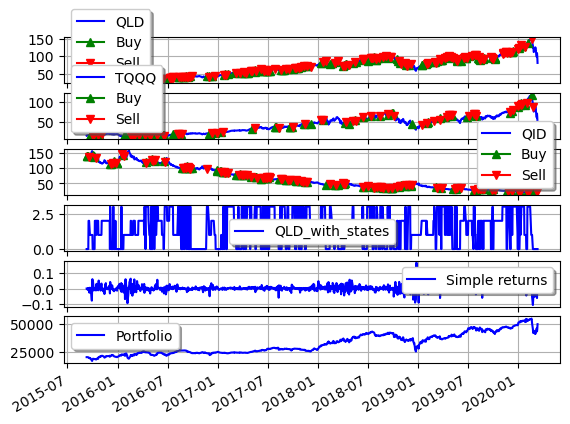 QLD
Buy
Sell
150
100
50
TQQQ
Buy
Sell
100
50
QID
Buy
Sell
150
100
50
2.5
0.0
QLD_with_states
0.1
0.0
−0.1
Simple returns
50000
25000
Portfolio
2015-07
2016-01
2016-07
2017-01
2017-07
2018-01
2018-07
2019-01
2019-07
2020-01